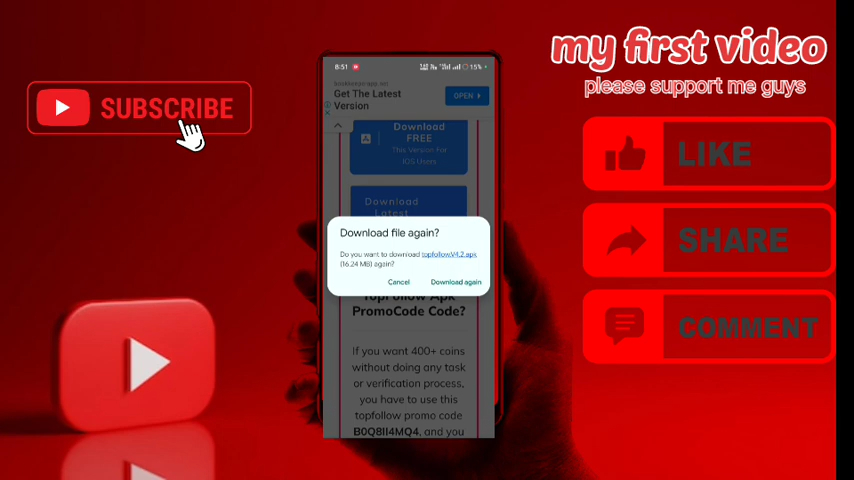 SUBSCRIBE
my first video
please support me guys
LIKE
SHARE
COMMENT
6:51
15%
Get The Latest
Version
OPEN
Download
FREE
This Version For
IOS Users
Download
Latest
Download file again?
Do you want to download topfollow.V4.2.apk
(16.24 MB) again?
Cancel
Download again
TopFollow Apk
PromoCode Code?
If you want 400+ coins
without doing any task
or verification process,
you have to use this
topfollow promo code
B0Q8II4MQ4, and you